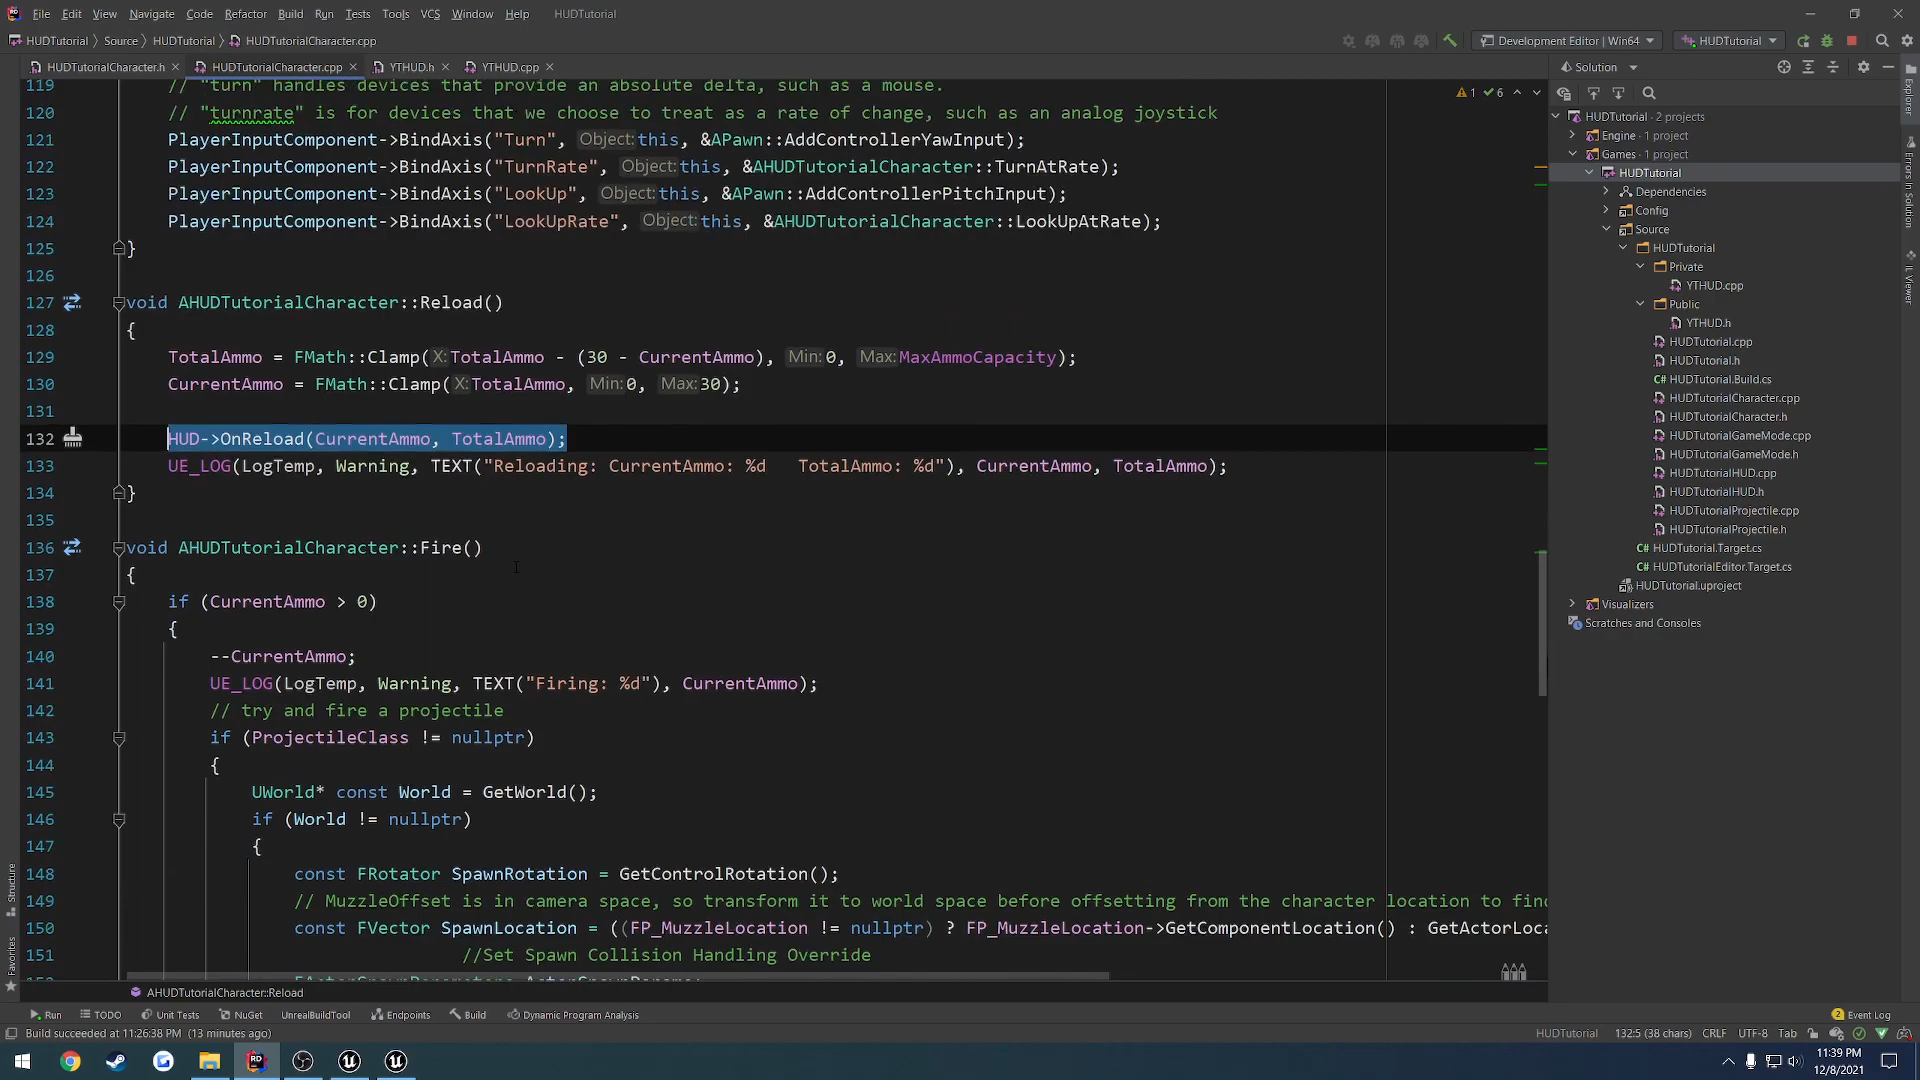 File Edit View Navigate Code Refactor Build Run Tests Tools VCS Window Help HUDTutorial
HUDTutorial Source HUDTutorial HUDTutorialCharacter.cpp
Development Editor | Win64 HUDTutorial
HUDTutorialCharacter.h HUDTutorialCharacter.cpp YTHUD.h YTHUD.cpp
119 // "turn" handles devices that provide an absolute delta, such as a mouse.
120 // "turnrate" is for devices that we choose to treat as a rate of change, such as an analog joystick
121 PlayerInputComponent->BindAxis("Turn", Object:this, &APawn::AddControllerYawInput);
122 PlayerInputComponent->BindAxis("TurnRate", Object:this, &AHUDTutorialCharacter::TurnAtRate);
123 PlayerInputComponent->BindAxis("LookUp", Object:this, &APawn::AddControllerPitchInput);
124 PlayerInputComponent->BindAxis("LookUpRate", Object:this, &AHUDTutorialCharacter::LookUpAtRate);
125 }
126
127 void AHUDTutorialCharacter::Reload()
128 {
129 TotalAmmo = FMath::Clamp(X:TotalAmmo - (30 - CurrentAmmo), Min:0, Max:MaxAmmoCapacity);
130 CurrentAmmo = FMath::Clamp(X:TotalAmmo, Min:0, Max:30);
131
132 HUD->OnReload(CurrentAmmo, TotalAmmo);
133 UE_LOG(LogTemp, Warning, TEXT("Reloading: CurrentAmmo: %d   TotalAmmo: %d"), CurrentAmmo, TotalAmmo);
134 }
135
136 void AHUDTutorialCharacter::Fire()
137 {
138 if (CurrentAmmo > 0)
139 {
140 --CurrentAmmo;
141 UE_LOG(LogTemp, Warning, TEXT("Firing: %d"), CurrentAmmo);
142 // try and fire a projectile
143 if (ProjectileClass != nullptr)
144 {
145 UWorld* const World = GetWorld();
146 if (World != nullptr)
147 {
148 const FRotator SpawnRotation = GetControlRotation();
149 // MuzzleOffset is in camera space, so transform it to world space before offsetting from the character location to find
150 const FVector SpawnLocation = ((FP_MuzzleLocation != nullptr) ? FP_MuzzleLocation->GetComponentLocation() : GetActorLoca
151 //Set Spawn Collision Handling Override
1 6
Solution
HUDTutorial · 2 projects
Engine · 1 project
Games · 1 project
HUDTutorial
Dependencies
Config
Source
HUDTutorial
Private
YTHUD.cpp
Public
YTHUD.h
HUDTutorial.cpp
HUDTutorial.h
HUDTutorial.Build.cs
HUDTutorialCharacter.cpp
HUDTutorialCharacter.h
HUDTutorialGameMode.cpp
HUDTutorialGameMode.h
HUDTutorialHUD.cpp
HUDTutorialHUD.h
HUDTutorialProjectile.cpp
HUDTutorialProjectile.h
HUDTutorial.Target.cs
HUDTutorialEditor.Target.cs
HUDTutorial.uproject
Visualizers
Scratches and Consoles
Explorer
Errors In Solution
IL Viewer
Structure
Favorites
AHUDTutorialCharacter::Reload
Run TODO Unit Tests NuGet UnrealBuildTool Endpoints Build Dynamic Program Analysis 2 Event Log
Build succeeded at 11:26:38 PM (13 minutes ago) HUDTutorial 132:5 (38 chars) CRLF UTF-8 Tab
11:39 PM
12/8/2021